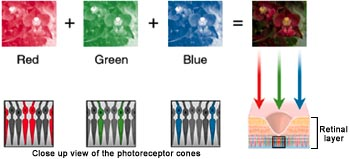 + + =
Red Green Blue
Retinal
layer
Close up view of the photoreceptor cones